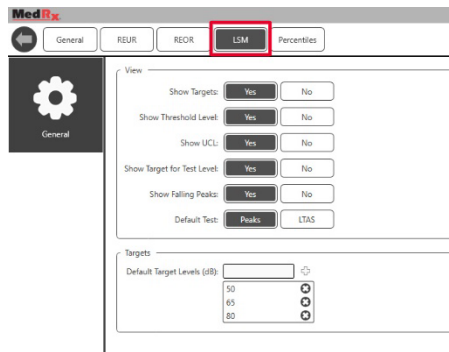 MedRx
General REUR REOR LSM Percentiles
General
View
Show Targets: Yes No
Show Threshold Level: Yes No
Show UCL: Yes No
Show Target for Test Level: Yes No
Show Falling Peaks: Yes No
Default Test: Peaks LTAS
Targets
Default Target Levels (dB):
50
65
80